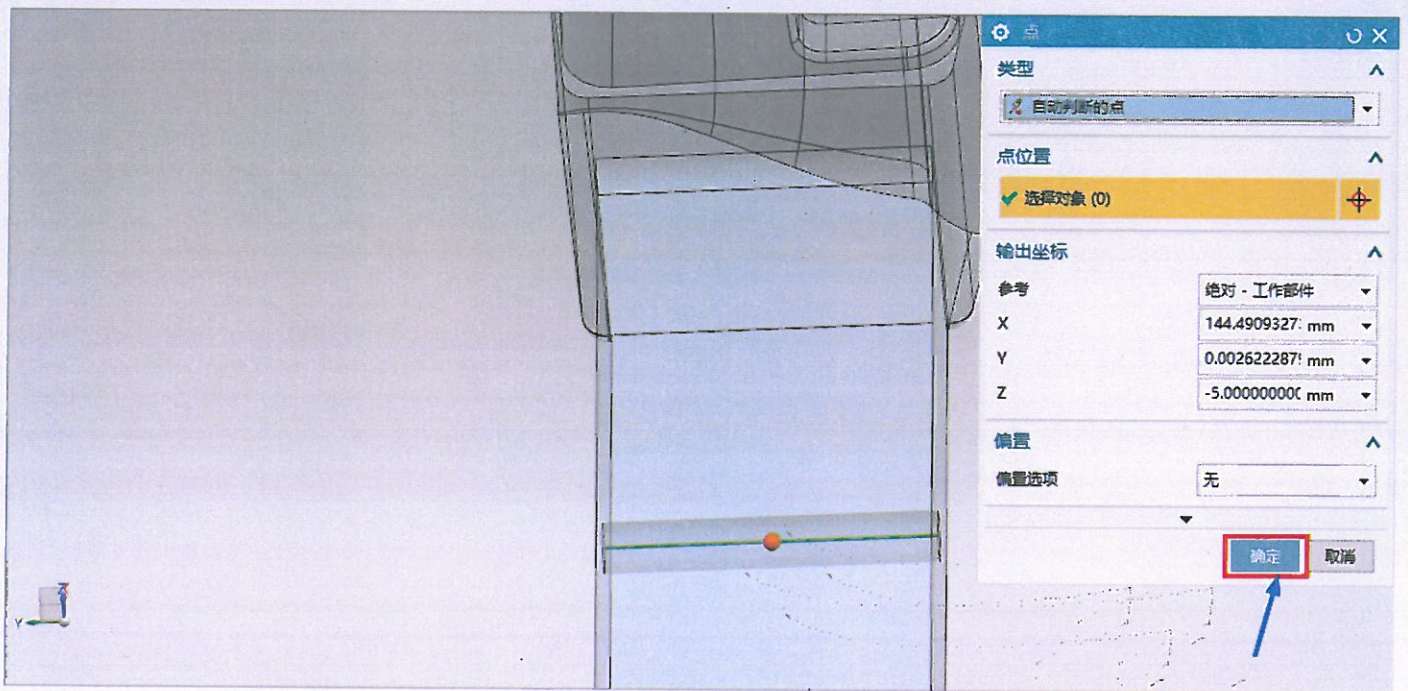 点
类型
自动判断的点
点位置
选择对象 (0)
输出坐标
参考 绝对 - 工作部件
X 144.4909327: mm
Y 0.002622287! mm
Z -5.000000000( mm
偏置
偏置选项 无
确定 取消
Z
Y